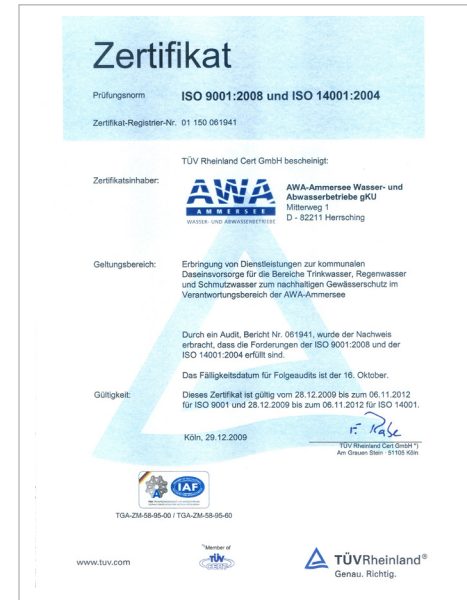 Zertifikat
Prüfungsnorm ISO 9001:2008 und ISO 14001:2004
Zertifikat-Registrier-Nr. 01 150 061941
TÜV Rheinland Cert GmbH bescheinigt:
Zertifikatsinhaber:
AWA
AMMERSEE
WASSER- UND ABWASSERBETRIEBE
AWA-Ammersee Wasser- und
Abwasserbetriebe gKU
Mitterweg 1
D - 82211 Herrsching
Geltungsbereich: Erbringung von Dienstleistungen zur kommunalen
Daseinsvorsorge für die Bereiche Trinkwasser, Regenwasser
und Schmutzwasser zum nachhaltigen Gewässerschutz im
Verantwortungsbereich der AWA-Ammersee
Durch ein Audit, Bericht Nr. 061941, wurde der Nachweis
erbracht, dass die Forderungen der ISO 9001:2008 und der
ISO 14001:2004 erfüllt sind.
Das Fälligkeitsdatum für Folgeaudits ist der 16. Oktober.
Gültigkeit: Dieses Zertifikat ist gültig vom 28.12.2009 bis zum 06.11.2012
für ISO 9001 und 28.12.2009 bis zum 06.11.2012 für ISO 14001.
Köln, 29.12.2009
TÜV Rheinland Cert GmbH *)
Am Grauen Stein · 51105 Köln
IAF
TGA-ZM-58-95-00 / TGA-ZM-58-95-60
*) Member of
TÜV
CERT
www.tuv.com
TÜVRheinland®
Genau. Richtig.